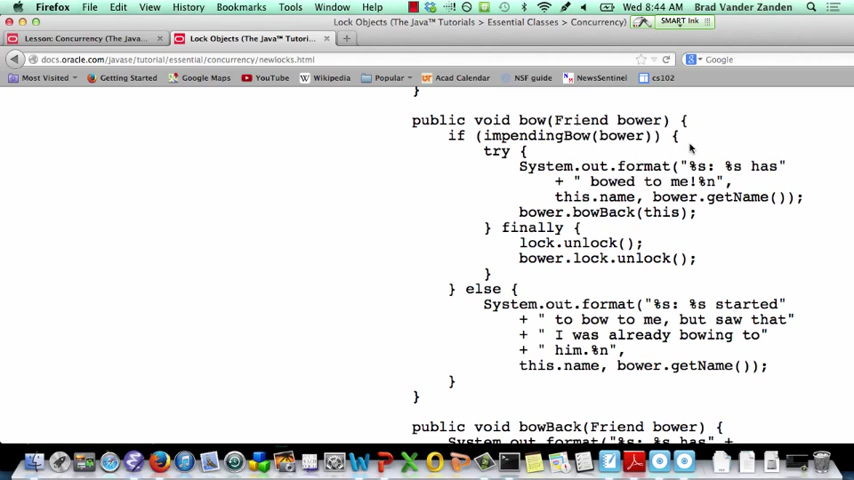 Firefox File Edit View History Bookmarks Tools Window Help Wed 8:44 AM Brad Vander Zanden
Lock Objects (The Java™ Tutorials > Essential Classes > Concurrency) SMART Ink
Lesson: Concurrency (The Java... × Lock Objects (The Java™ Tutori... × +
docs.oracle.com/javase/tutorial/essential/concurrency/newlocks.html Google
Most Visited Getting Started Google Maps YouTube Wikipedia Popular Acad Calendar NSF guide NewsSentinel cs102
}
public void bow(Friend bower) {
if (impendingBow(bower)) {
try {
System.out.format("%s: %s has"
+ " bowed to me!%n",
this.name, bower.getName());
bower.bowBack(this);
} finally {
lock.unlock();
bower.lock.unlock();
}
} else {
System.out.format("%s: %s started"
+ " to bow to me, but saw that"
+ " I was already bowing to"
+ " him.%n",
this.name, bower.getName());
}
}
public void bowBack(Friend bower) {
System.out.format("%s: %s has" +